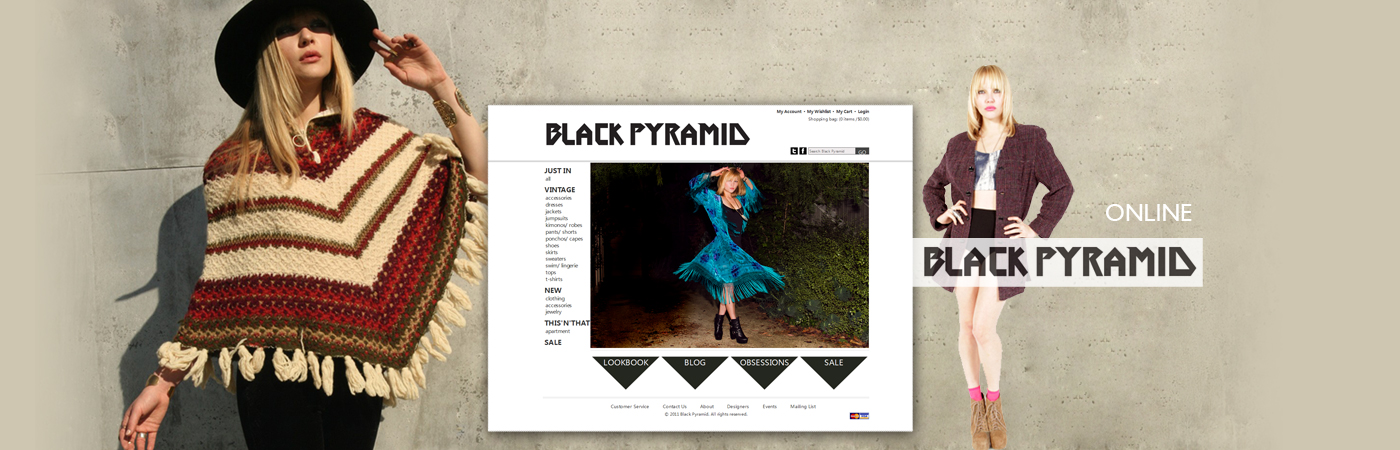 My Account • My Wishlist • My Cart • Login
Shopping bag: (0 items /$0.00)
BLACK PYRAMID
Search Black Pyramid GO
JUST IN
all
VINTAGE
accessories
dresses
jackets
jumpsuits
kimonos/ robes
pants/ shorts
ponchos/ capes
shoes
skirts
sweaters
swim/ lingerie
tops
t-shirts
NEW
clothing
accessories
jewelry
THIS'N'THAT
apartment
SALE
LOOKBOOK BLOG OBSESSIONS SALE
Customer Service Contact Us About Designers Events Mailing List
© 2011 Black Pyramid. All rights reserved.
ONLINE
BLACK PYRAMID